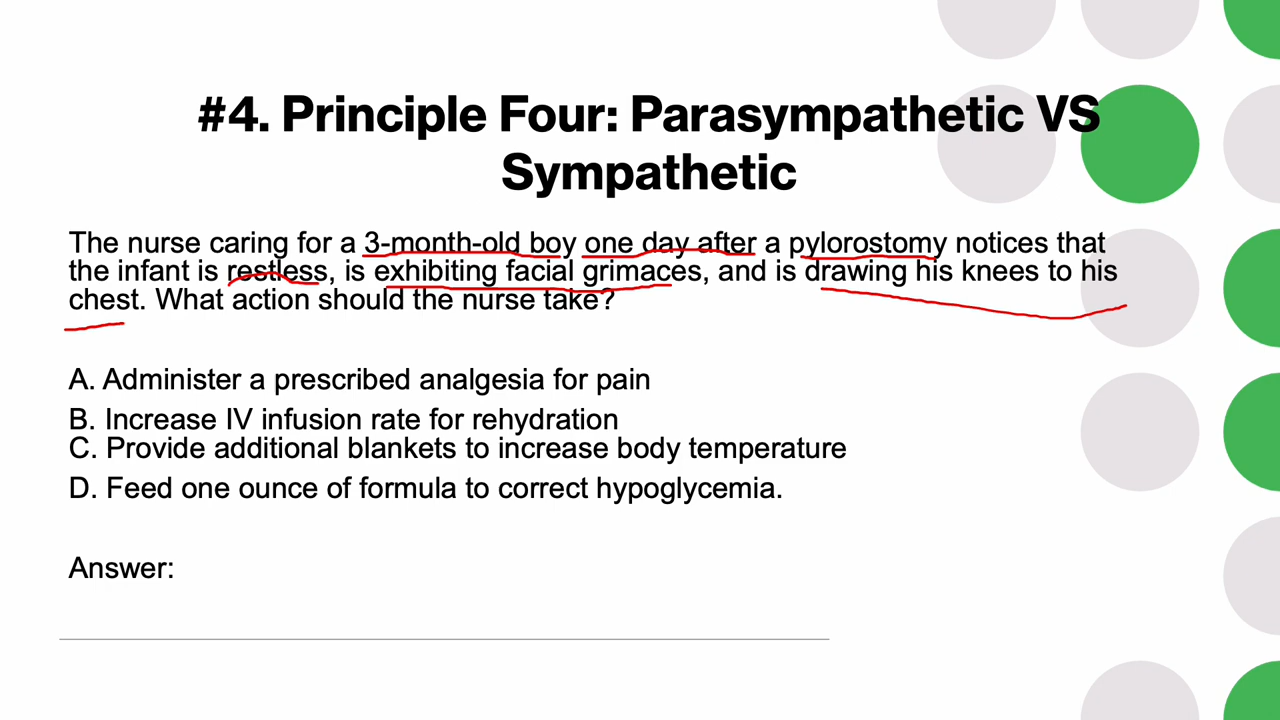 #4. Principle Four: Parasympathetic VS
Sympathetic
The nurse caring for a 3-month-old boy one day after a pylorostomy notices that
the infant is restless, is exhibiting facial grimaces, and is drawing his knees to his
chest. What action should the nurse take?
A. Administer a prescribed analgesia for pain
B. Increase IV infusion rate for rehydration
C. Provide additional blankets to increase body temperature
D. Feed one ounce of formula to correct hypoglycemia.
Answer: